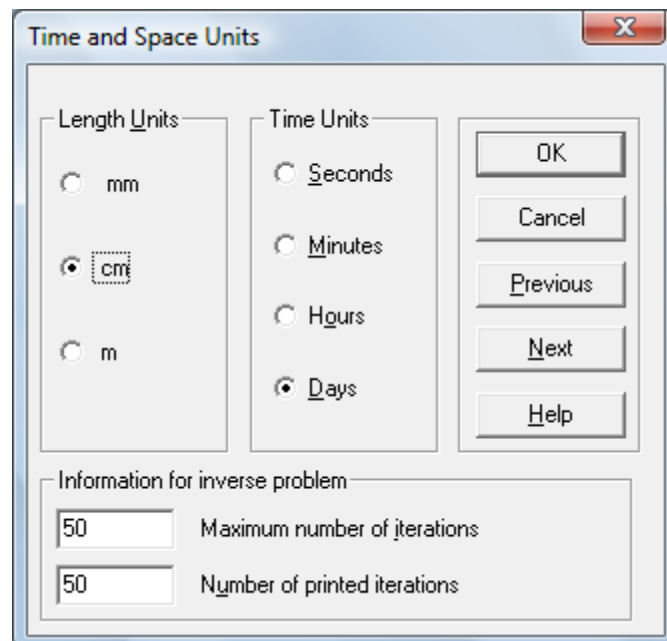 Time and Space Units
Length Units
mm
cm
m
Time Units
Seconds
Minutes
Hours
Days
OK
Cancel
Previous
Next
Help
Information for inverse problem
50 Maximum number of iterations
50 Number of printed iterations